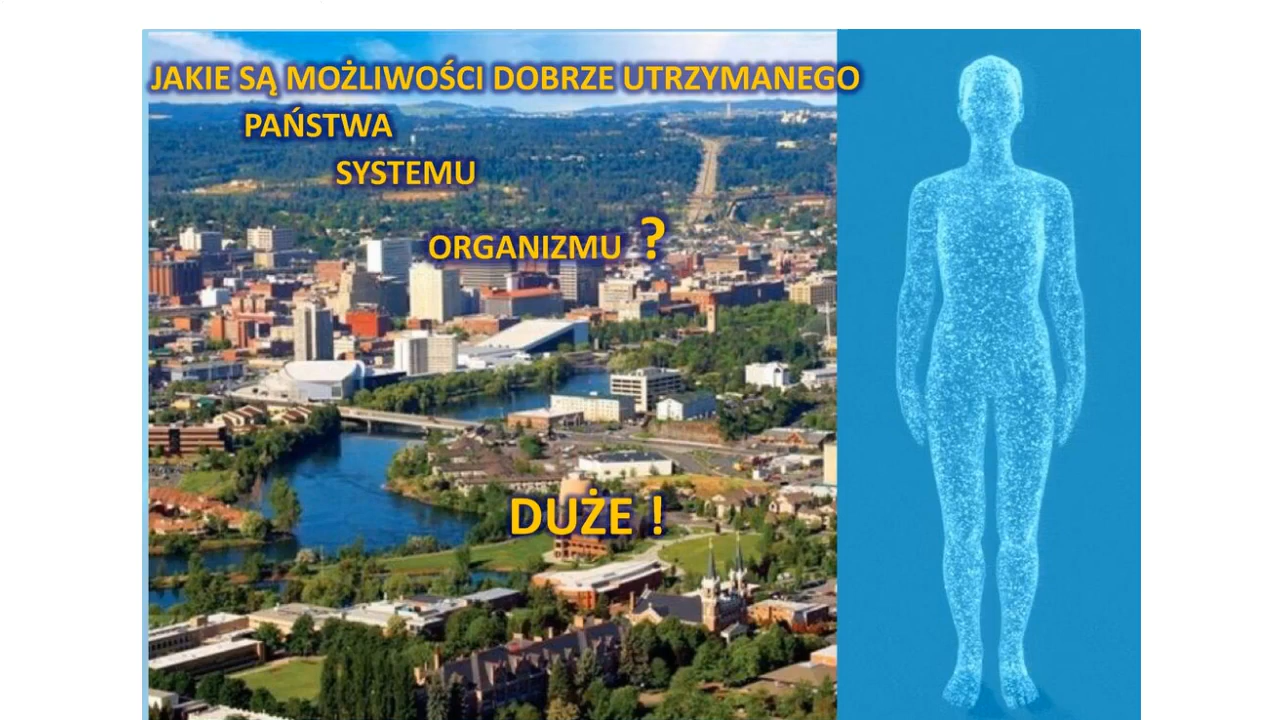 JAKIE SĄ MOŻLIWOŚCI DOBRZE UTRZYMANEGO
PAŃSTWA
SYSTEMU
ORGANIZMU ?
DUŻE !